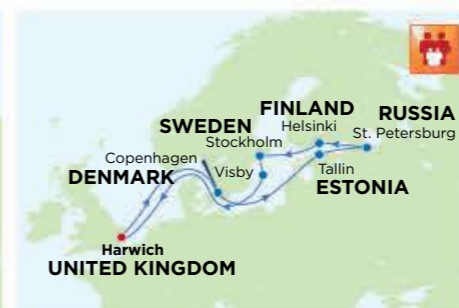 FINLAND
RUSSIA
SWEDEN
Helsinki
St. Petersburg
Stockholm
Copenhagen
Visby
Tallin
DENMARK
ESTONIA
Harwich
UNITED KINGDOM